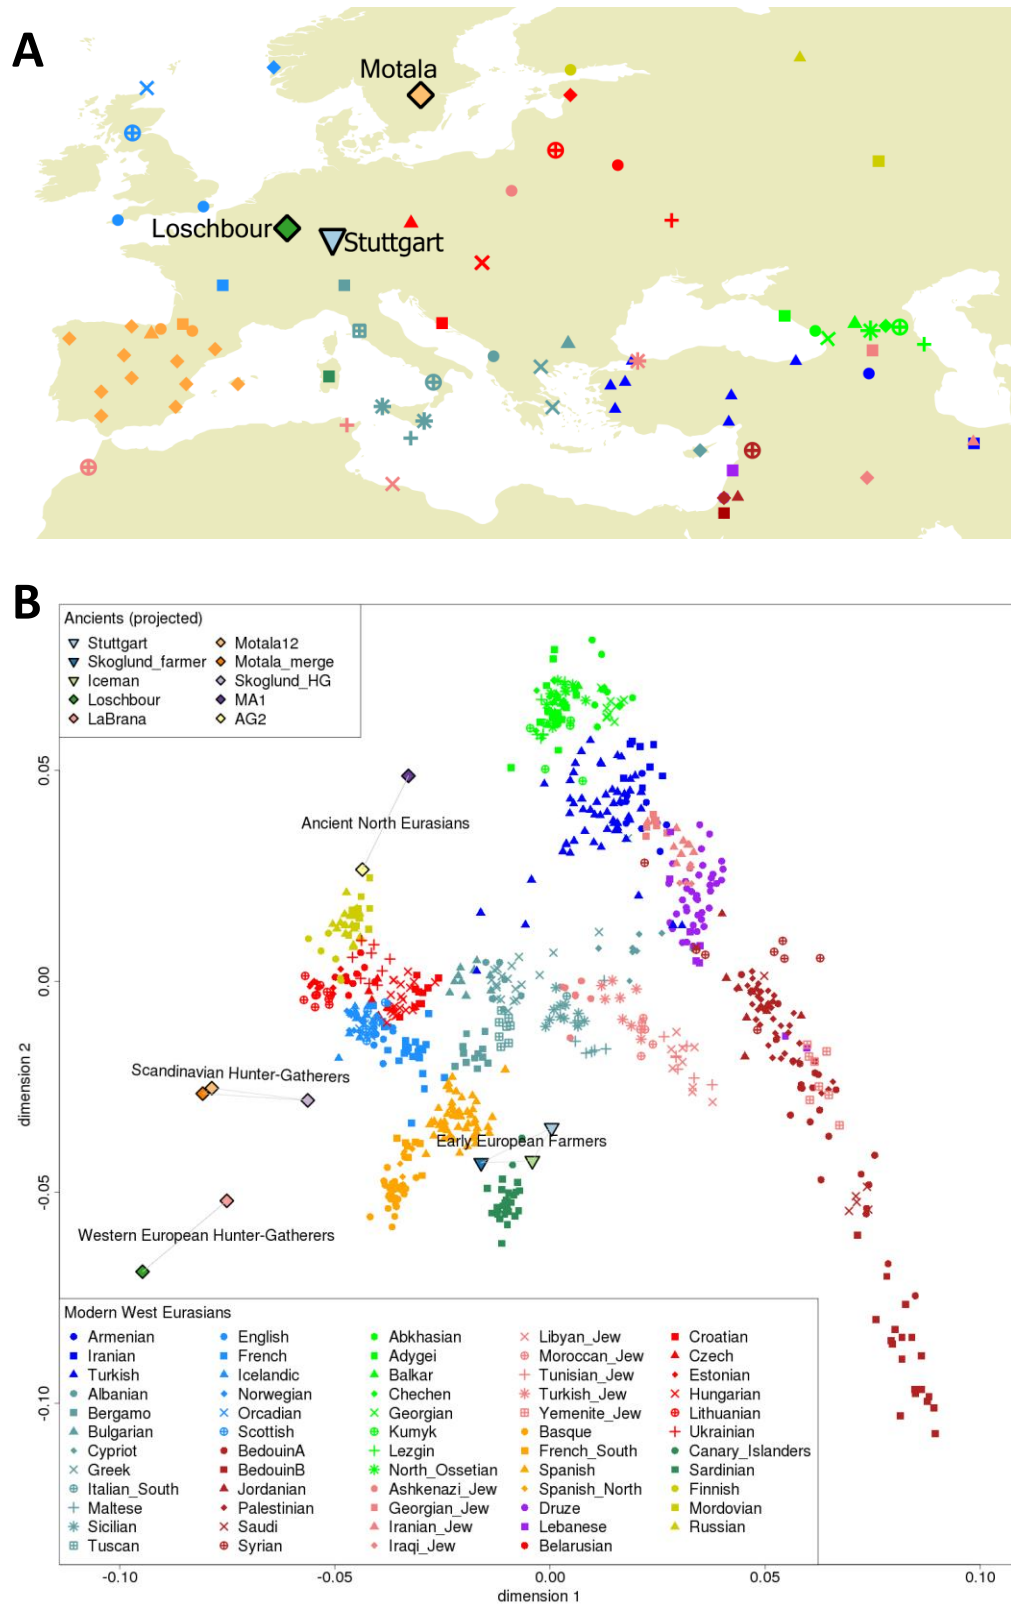 A
Motala
Loschbour
Stuttgart
B
Ancients (projected)
Stuttgart
Skoglund_farmer
Iceman
Loschbour
LaBrana
Motala12
Motala_merge
Skoglund_HG
MA1
AG2
0.05
Ancient North Eurasians
0.00
dimension 2
Scandinavian Hunter-Gatherers
Early European Farmers
-0.05
Western European Hunter-Gatherers
-0.10
Modern West Eurasians
Armenian
Iranian
Turkish
Albanian
Bergamo
Bulgarian
Cypriot
Greek
Italian_South
Maltese
Sicilian
Tuscan
English
French
Icelandic
Norwegian
Orcadian
Scottish
BedouinA
BedouinB
Jordanian
Palestinian
Saudi
Syrian
Abkhasian
Adygei
Balkar
Chechen
Georgian
Kumyk
Lezgin
North_Ossetian
Ashkenazi_Jew
Georgian_Jew
Iranian_Jew
Iraqi_Jew
Libyan_Jew
Moroccan_Jew
Tunisian_Jew
Turkish_Jew
Yemenite_Jew
Basque
French_South
Spanish
Spanish_North
Druze
Lebanese
Belarusian
Croatian
Czech
Estonian
Hungarian
Lithuanian
Ukrainian
Canary_Islanders
Sardinian
Finnish
Mordovian
Russian
-0.10
-0.05
0.00
0.05
0.10
dimension 1